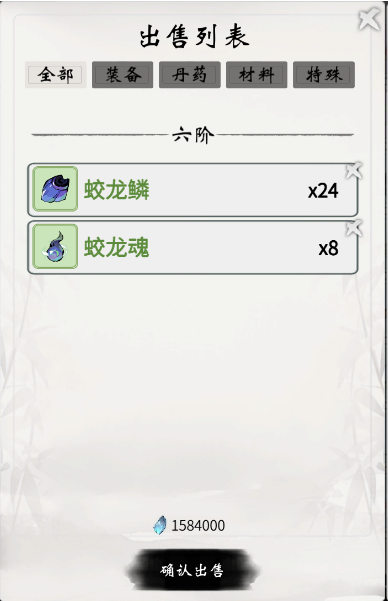 出售列表
全部 装备 丹药 材料 特殊
六阶
蛟龙鳞 x24
蛟龙魂 x8
1584000
确认出售